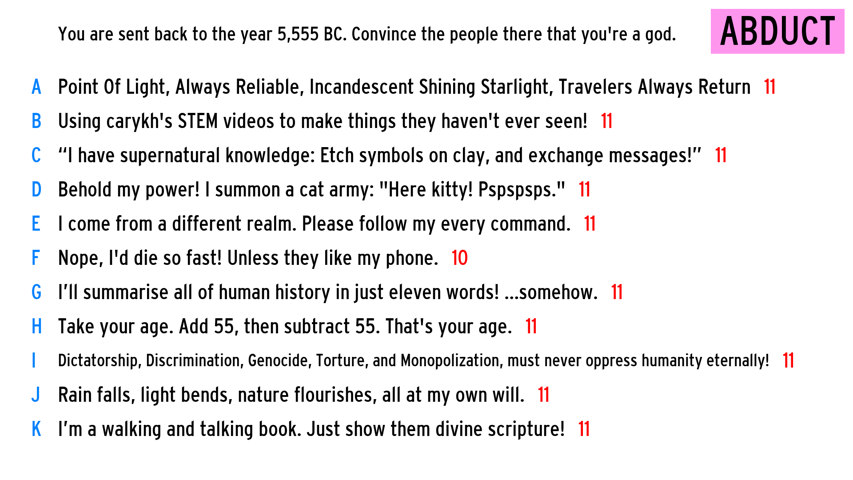 You are sent back to the year 5,555 BC. Convince the people there that you're a god.
ABDUCT
A Point Of Light, Always Reliable, Incandescent Shining Starlight, Travelers Always Return 11
B Using carykh's STEM videos to make things they haven't ever seen! 11
C “I have supernatural knowledge: Etch symbols on clay, and exchange messages!” 11
D Behold my power! I summon a cat army: "Here kitty! Pspspsps." 11
E I come from a different realm. Please follow my every command. 11
F Nope, I'd die so fast! Unless they like my phone. 10
G I’ll summarise all of human history in just eleven words! ...somehow. 11
H Take your age. Add 55, then subtract 55. That's your age. 11
I Dictatorship, Discrimination, Genocide, Torture, and Monopolization, must never oppress humanity eternally! 11
J Rain falls, light bends, nature flourishes, all at my own will. 11
K I’m a walking and talking book. Just show them divine scripture! 11